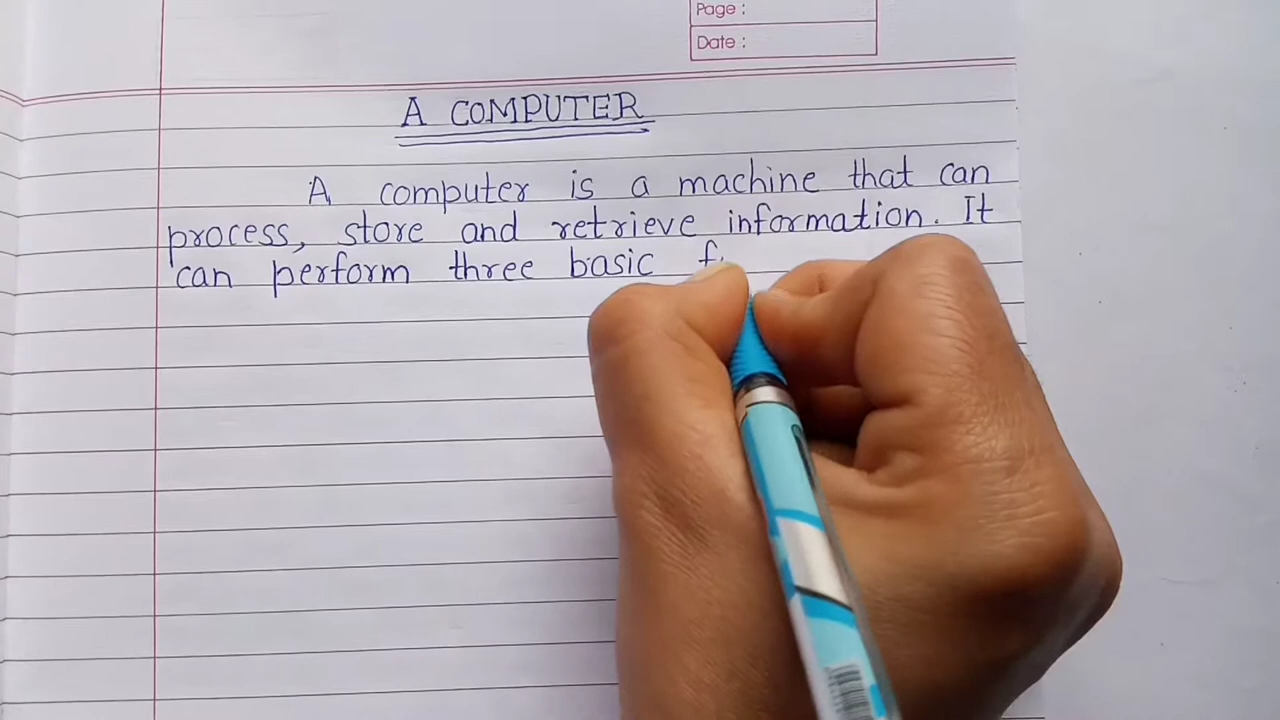 Page :
Date :
A COMPUTER
A computer is a machine that can
process, store and retrieve information. It
can perform three basic